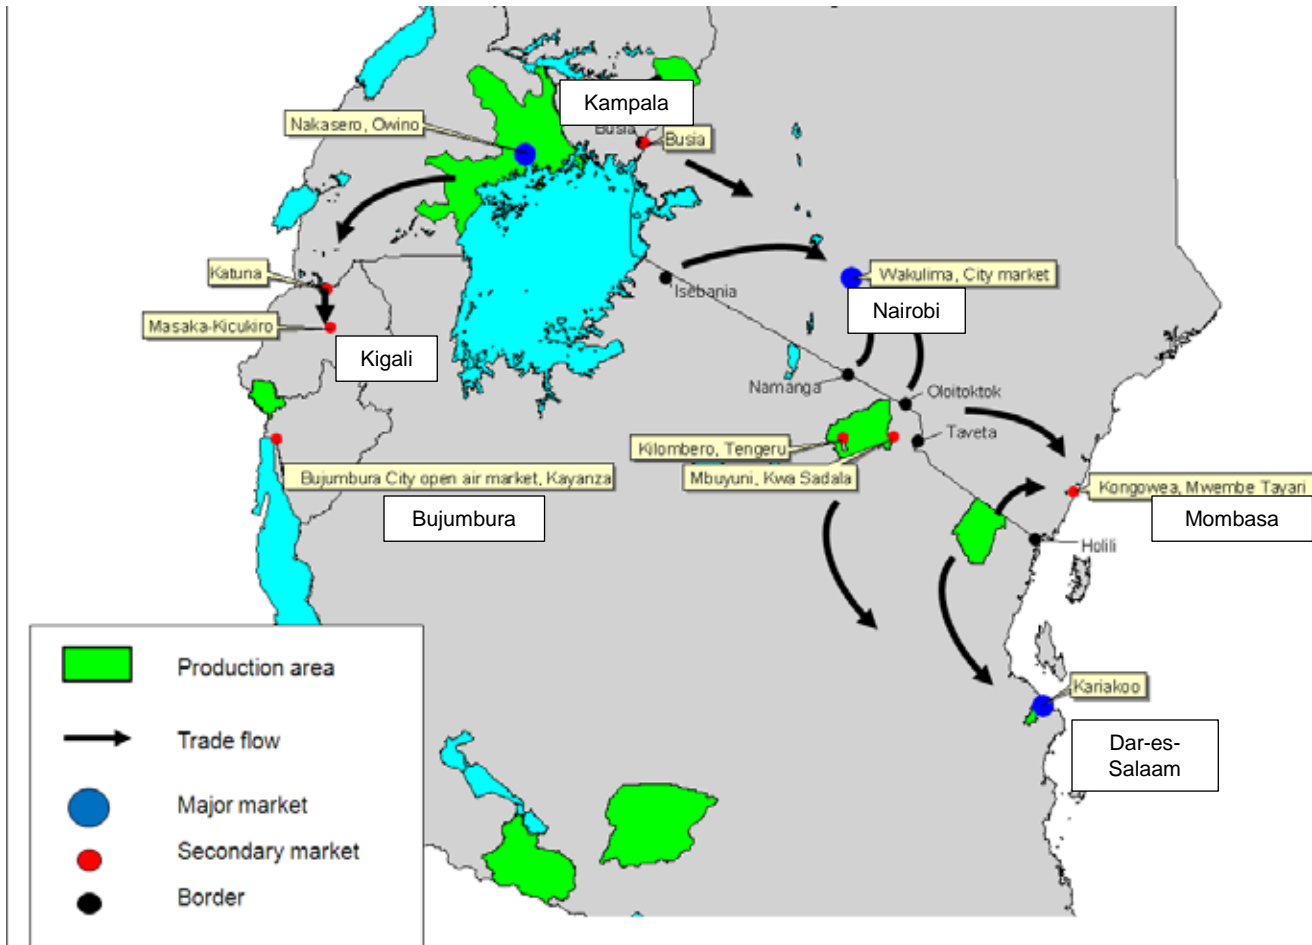 Kampala
Nakasero, Owino
Busia
Busia
Katuna
Isebania
Wakulima, City market
Nairobi
Masaka-Kicukiro
Kigali
Namanga
Oloitoktok
Taveta
Kilombero, Tengeru
Mbuyuni, Kwa Sadala
Bujumbura City open air market, Kayanza
Kongowea, Mwembe Tayari
Bujumbura
Mombasa
Holili
Kariakoo
Dar-es-
Salaam
Production area
Trade flow
Major market
Secondary market
Border